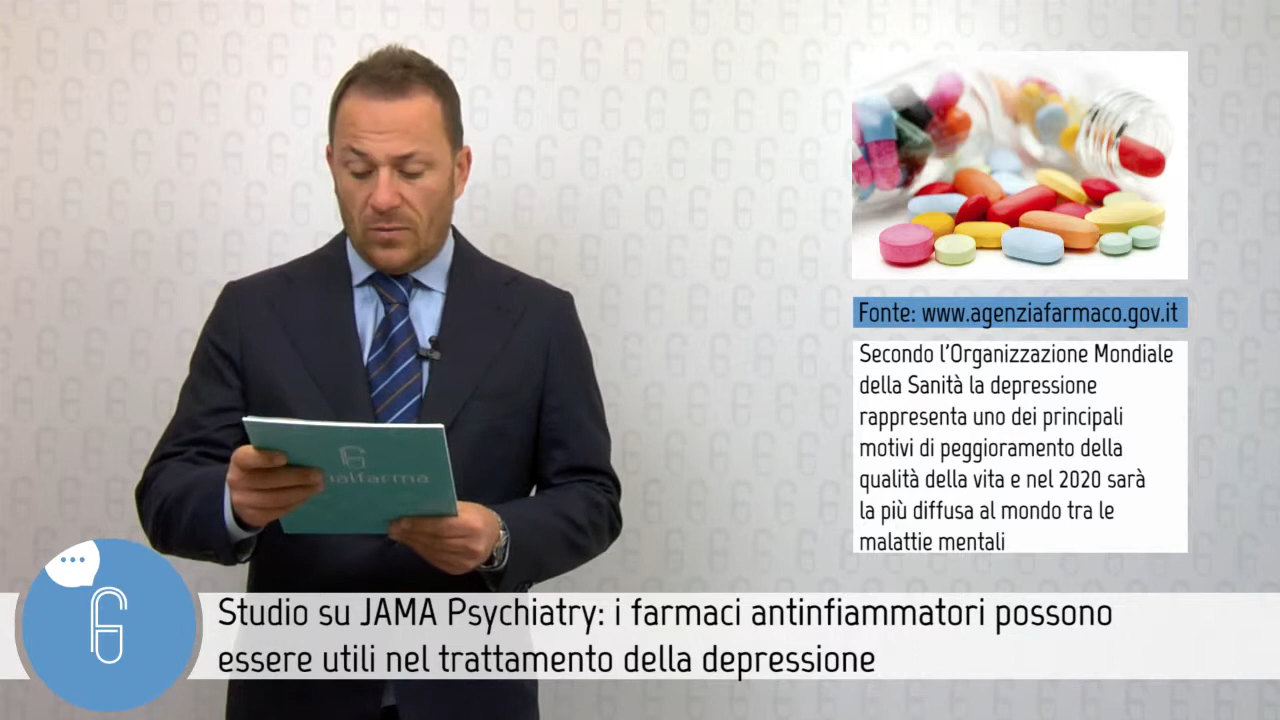 Fonte: www.agenziafarmaco.gov.it
Secondo l'Organizzazione Mondiale
della Sanità la depressione
rappresenta uno dei principali
motivi di peggioramento della
qualità della vita e nel 2020 sarà
la più diffusa al mondo tra le
malattie mentali
Studio su JAMA Psychiatry: i farmaci antinfiammatori possono
essere utili nel trattamento della depressione